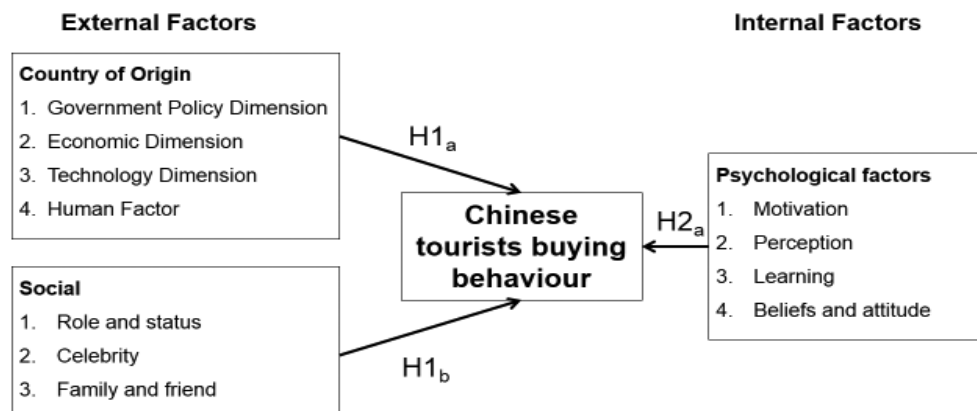 External Factors
Internal Factors
Country of Origin
1. Government Policy Dimension
2. Economic Dimension
3. Technology Dimension
4. Human Factor
H1a
Chinese
tourists buying
behaviour
H2a
Psychological factors
1. Motivation
2. Perception
3. Learning
4. Beliefs and attitude
Social
1. Role and status
2. Celebrity
3. Family and friend
H1b